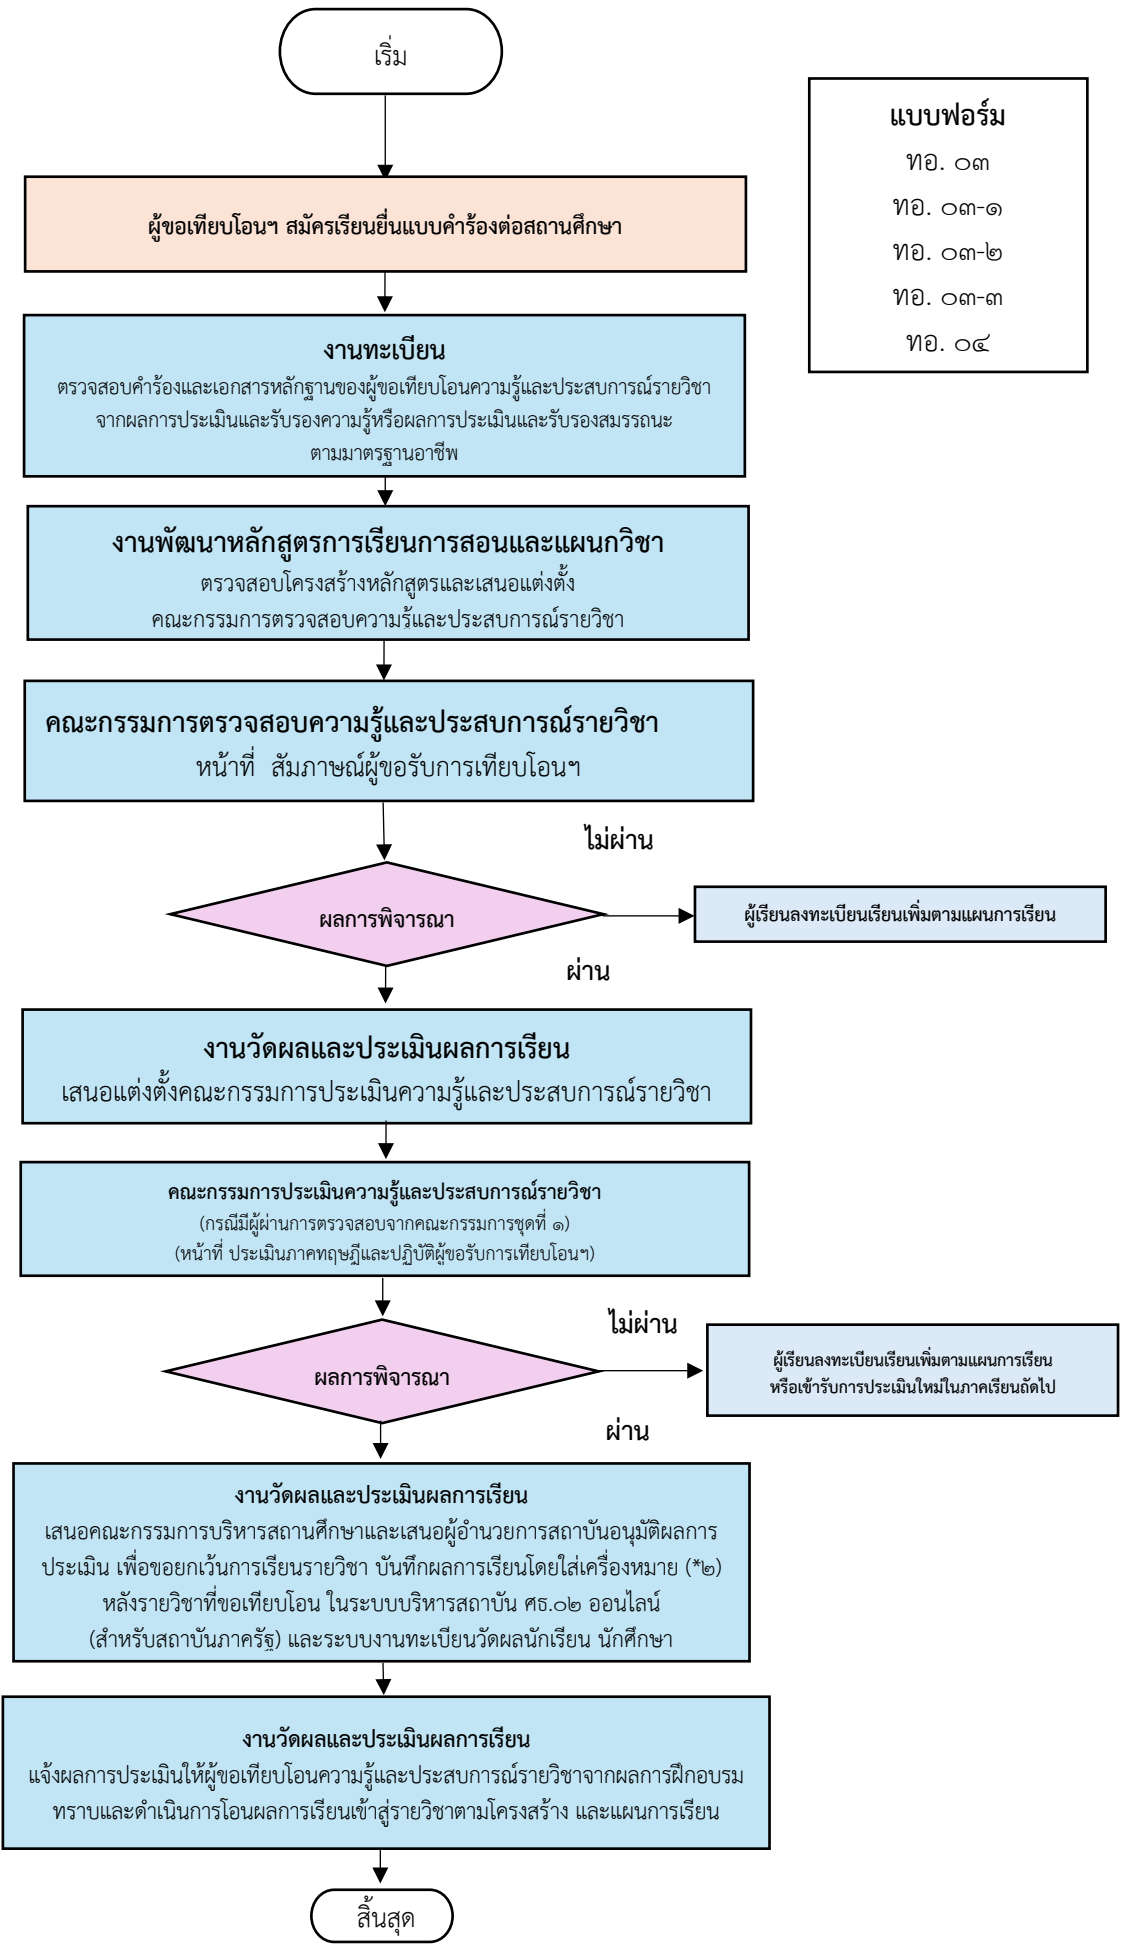 เริ่ม
แบบฟอร์ม
ทอ. ๐๓
ทอ. ๐๓-๑
ทอ. ๐๓-๒
ทอ. ๐๓-๓
ทอ. ๐๔
ผู้ขอเทียบโอนฯ สมัครเรียนยื่นแบบคำร้องต่อสถานศึกษา
งานทะเบียน
ตรวจสอบคำร้องและเอกสารหลักฐานของผู้ขอเทียบโอนความรู้และประสบการณ์รายวิชา
จากผลการประเมินและรับรองความรู้หรือผลการประเมินและรับรองสมรรถนะ
ตามมาตรฐานอาชีพ
งานพัฒนาหลักสูตรการเรียนการสอนและแผนกวิชา
ตรวจสอบโครงสร้างหลักสูตรและเสนอแต่งตั้ง
คณะกรรมการตรวจสอบความรู้และประสบการณ์รายวิชา
คณะกรรมการตรวจสอบความรู้และประสบการณ์รายวิชา
หน้าที่ สัมภาษณ์ผู้ขอรับการเทียบโอนฯ
ไม่ผ่าน
ผลการพิจารณา
ผู้เรียนลงทะเบียนเรียนเพิ่มตามแผนการเรียน
ผ่าน
งานวัดผลและประเมินผลการเรียน
เสนอแต่งตั้งคณะกรรมการประเมินความรู้และประสบการณ์รายวิชา
คณะกรรมการประเมินความรู้และประสบการณ์รายวิชา
(กรณีมีผู้ผ่านการตรวจสอบจากคณะกรรมการชุดที่ ๑)
(หน้าที่ ประเมินภาคทฤษฎีและปฏิบัติผู้ขอรับการเทียบโอนฯ)
ไม่ผ่าน
ผลการพิจารณา
ผู้เรียนลงทะเบียนเรียนเพิ่มตามแผนการเรียน
หรือเข้ารับการประเมินใหม่ในภาคเรียนถัดไป
ผ่าน
งานวัดผลและประเมินผลการเรียน
เสนอคณะกรรมการบริหารสถานศึกษาและเสนอผู้อำนวยการสถาบันอนุมัติผลการ
ประเมิน เพื่อขอยกเว้นการเรียนรายวิชา บันทึกผลการเรียนโดยใส่เครื่องหมาย (*๒)
หลังรายวิชาที่ขอเทียบโอน ในระบบบริหารสถาบัน ศธ.๐๒ ออนไลน์
(สำหรับสถาบันภาครัฐ) และระบบงานทะเบียนวัดผลนักเรียน นักศึกษา
งานวัดผลและประเมินผลการเรียน
แจ้งผลการประเมินให้ผู้ขอเทียบโอนความรู้และประสบการณ์รายวิชาจากผลการฝึกอบรม
ทราบและดำเนินการโอนผลการเรียนเข้าสู่รายวิชาตามโครงสร้าง และแผนการเรียน
สิ้นสุด